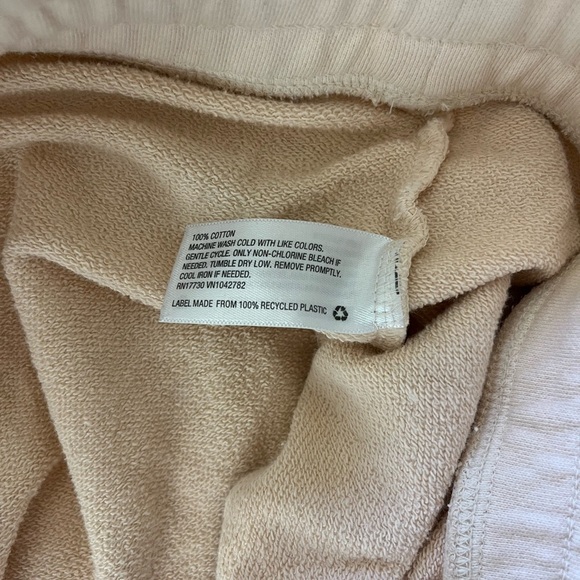 100% COTTON
MACHINE WASH COLD WITH LIKE COLORS.
GENTLE CYCLE. ONLY NON-CHLORINE BLEACH IF
NEEDED. TUMBLE DRY LOW. REMOVE PROMPTLY.
COOL IRON IF NEEDED.
RN17730 VN1042782
LABEL MADE FROM 100% RECYCLED PLASTIC